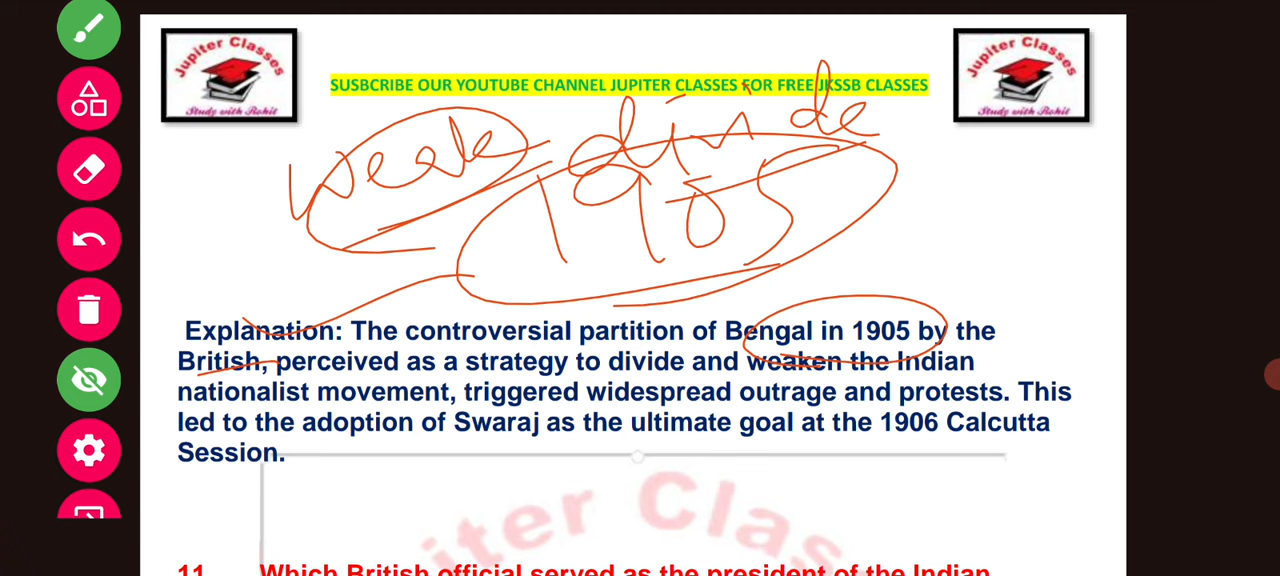 Jupiter Classes
Study with Rohit
SUSBCRIBE OUR YOUTUBE CHANNEL JUPITER CLASSES FOR FREE JKSSB CLASSES
Jupiter Classes
Study with Rohit
1905
Explanation: The controversial partition of Bengal in 1905 by the
British, perceived as a strategy to divide and weaken the Indian
nationalist movement, triggered widespread outrage and protests. This
led to the adoption of Swaraj as the ultimate goal at the 1906 Calcutta
Session.
iter Clas
11. Which British official served as the president of the Indian